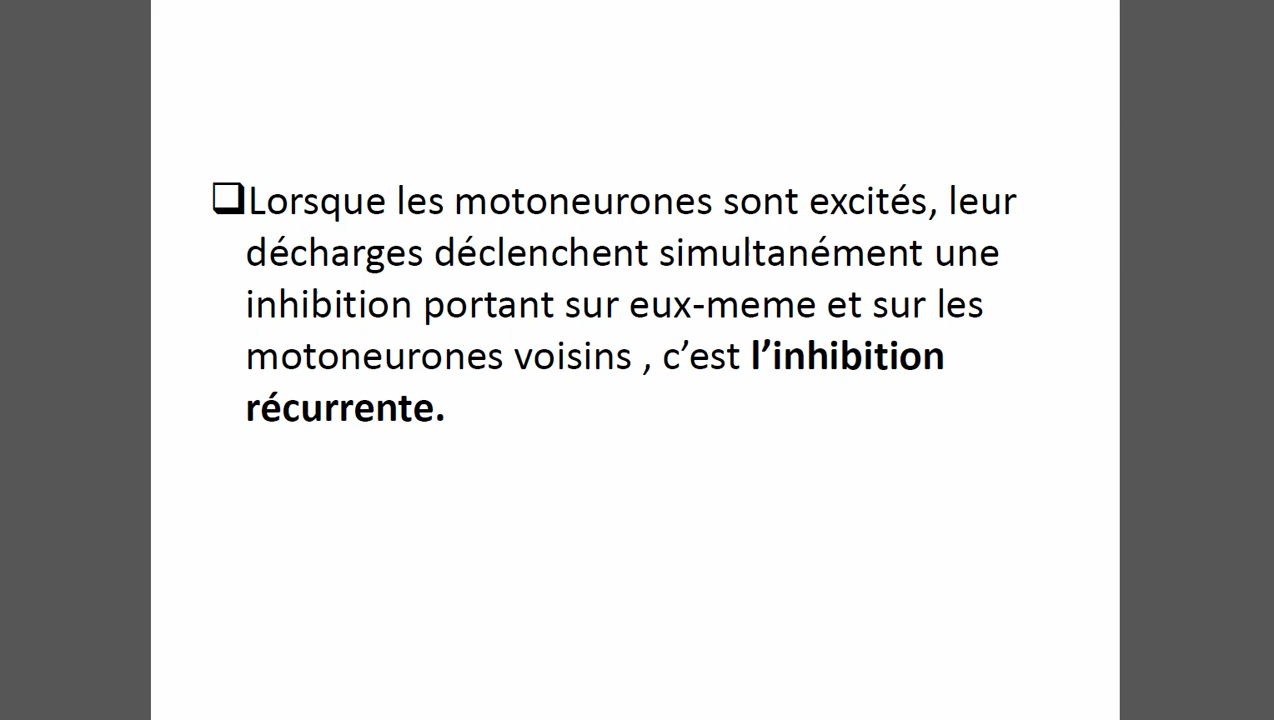 ❑Lorsque les motoneurones sont excités, leur
décharges déclenchent simultanément une
inhibition portant sur eux-meme et sur les
motoneurones voisins , c’est l’inhibition
récurrente.